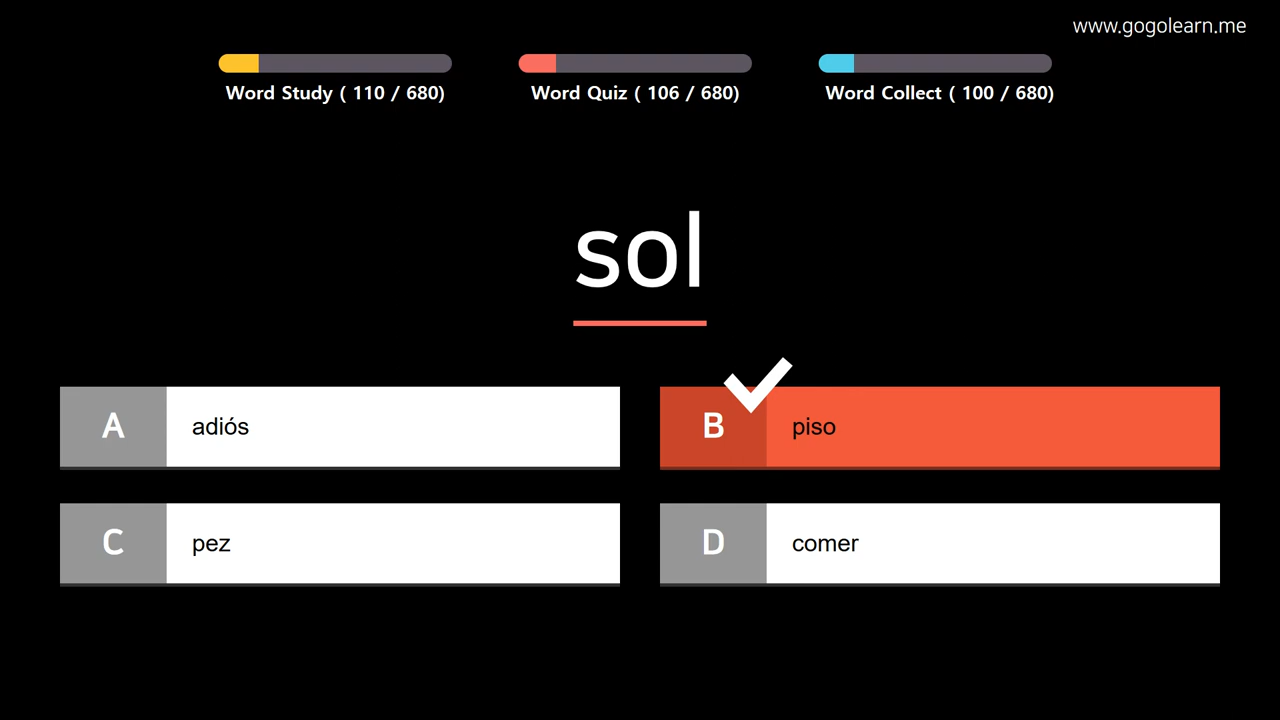 www.gogolearn.me
Word Study ( 110 / 680)
Word Quiz ( 106 / 680)
Word Collect ( 100 / 680)
sol
A
adiós
B
piso
C
pez
D
comer